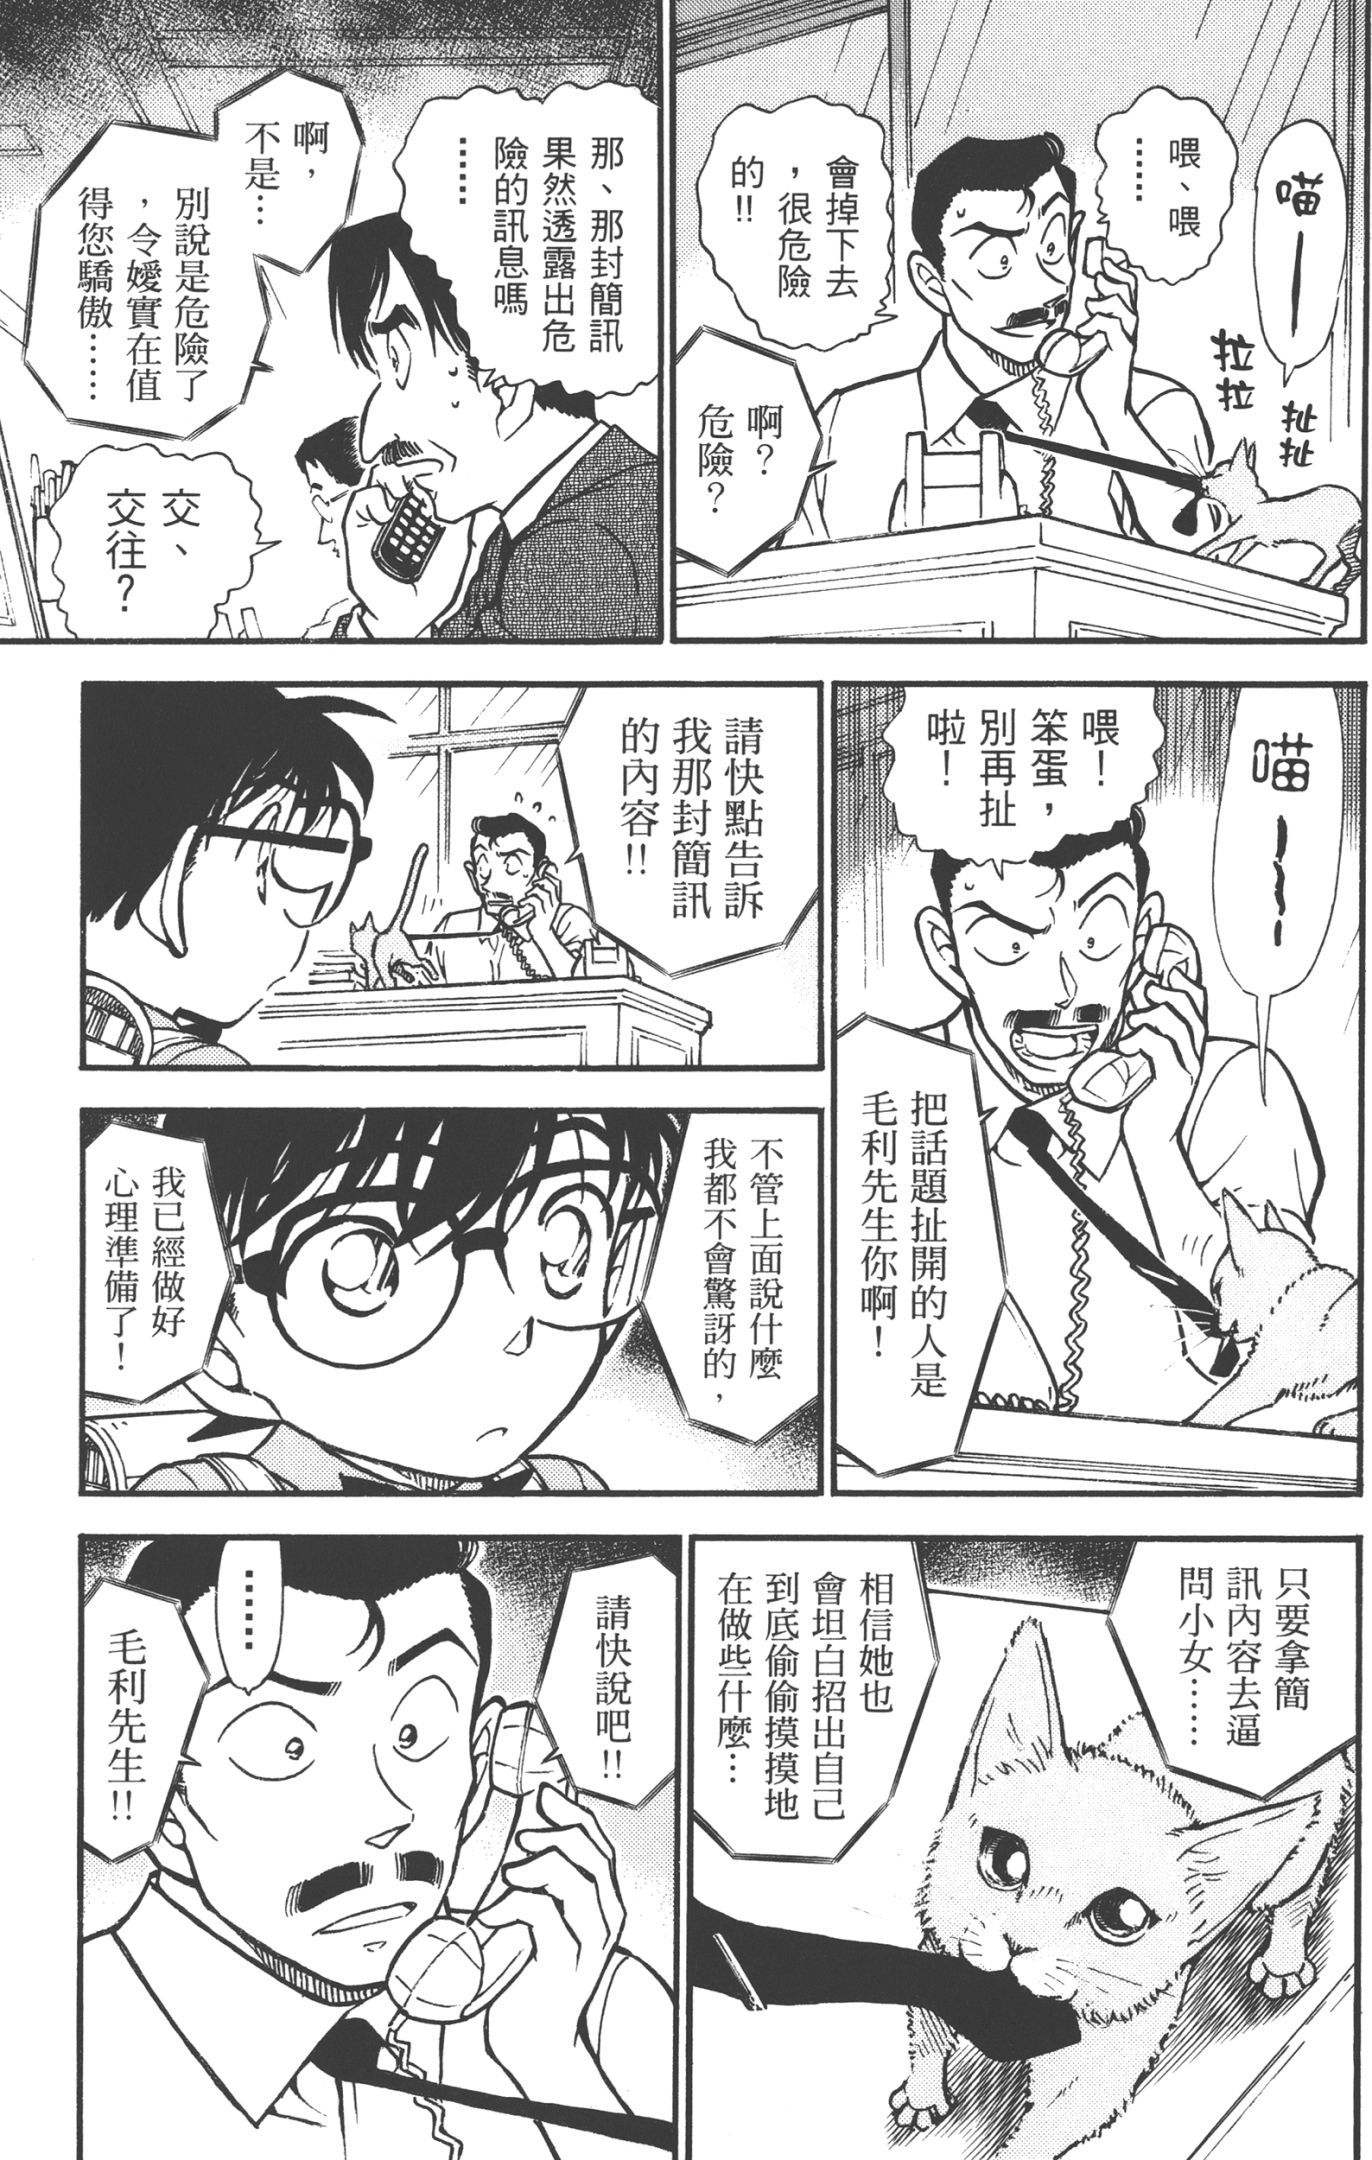 喵——
喂、喂
……
會掉下去
，很危險
的!!
拉
拉
扯
扯
啊？
危險？
那、那封簡訊
果然透露出危
險的訊息嗎
……
啊，
不是…
別說是危險了
，令嬡實在值
得您驕傲……
交、
交往？
喵———
喂！
笨蛋，
別再扯
啦！
把話題扯開的人是
毛利先生你啊！
請快點告訴
我那封簡訊
的內容!!
不管上面說什麼
我都不會驚訝的，
我已經做好
心理準備了！
只要拿簡
訊內容去逼
問小女……
相信她也
會坦白招出自己
到底偷偷摸摸地
在做些什麼…
請快說吧!!
……
毛利先生!!